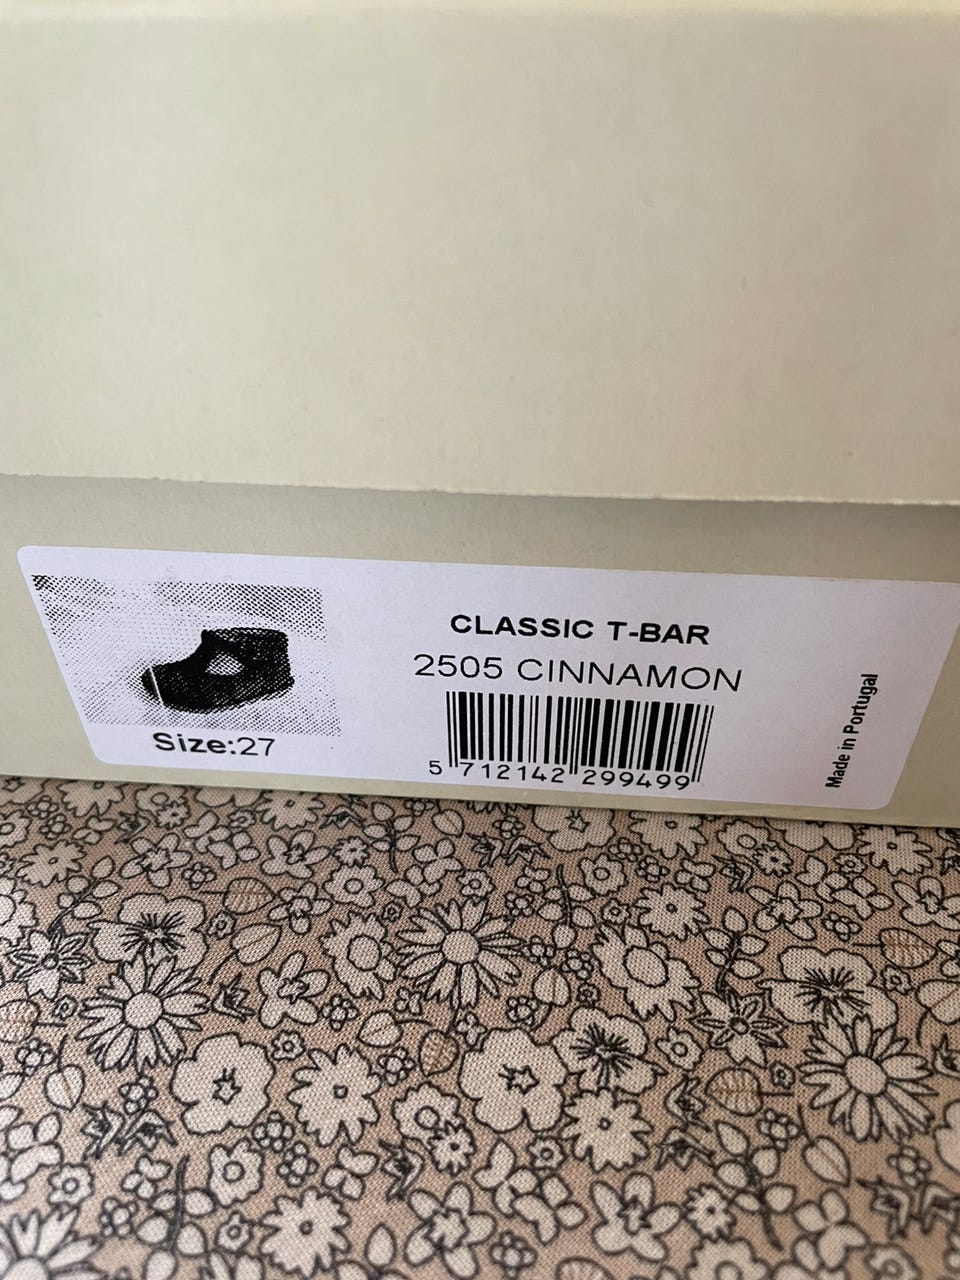 CLASSIC T-BAR
2505 CINNAMON
Size:27
5 712142 299499
Made in Portugal